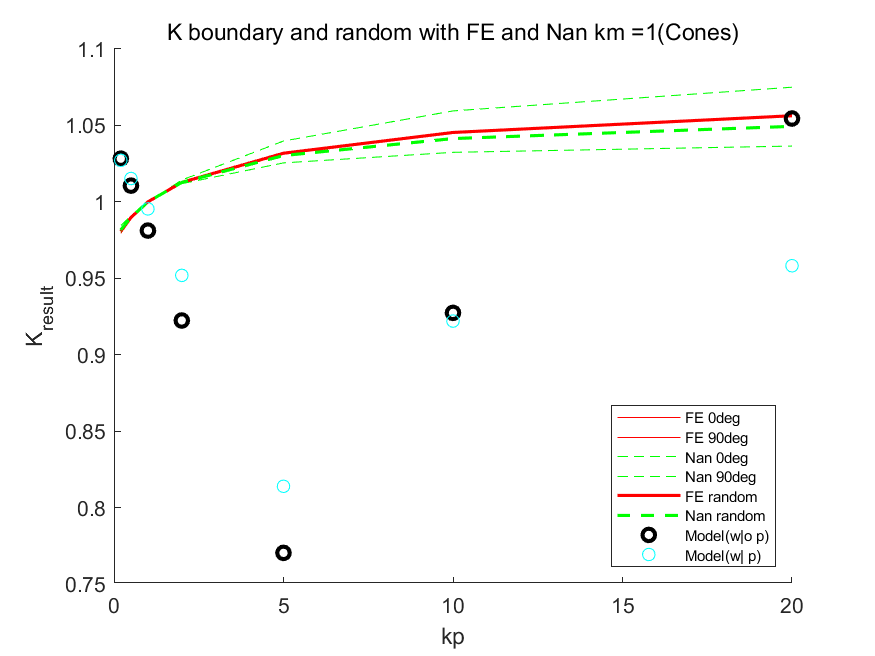 K boundary and random with FE and Nan km =1(Cones)
1.1
1.05
1
0.95
0.9
0.85
0.8
0.75
K_result
0 5 10 15 20
kp
FE 0deg
FE 90deg
Nan 0deg
Nan 90deg
FE random
Nan random
Model(w|o p)
Model(w| p)